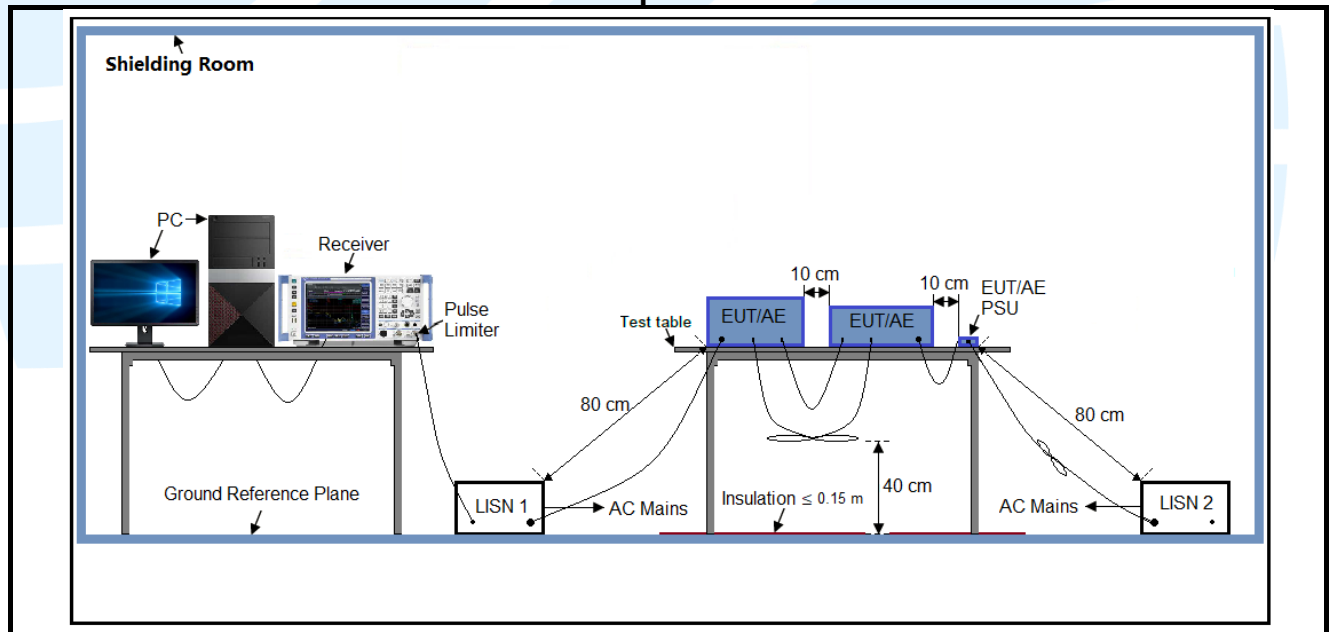 Shielding Room
PC
Receiver
Pulse
Limiter
10 cm
10 cm
EUT/AE
PSU
EUT/AE
EUT/AE
Test table
80 cm
80 cm
40 cm
Ground Reference Plane
LISN 1
AC Mains
Insulation ≤ 0.15 m
AC Mains
LISN 2